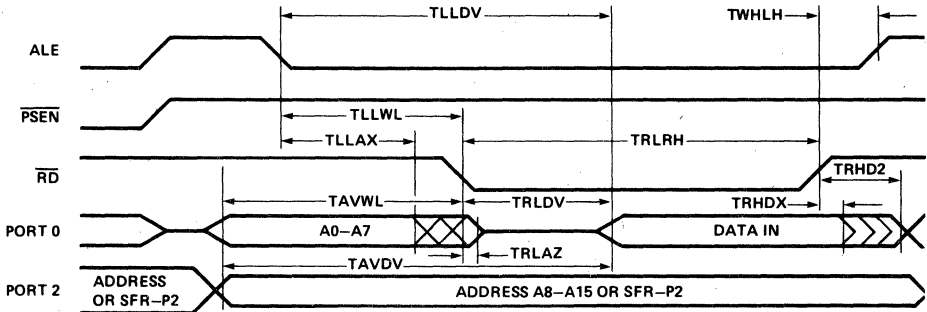 TLLDV
TWHLH
ALE
PSEN
TLLWL
TLLAX
TRLRH
RD
TRHD2
TAVWL
TRLDV
TRHDX
PORT 0
A0–A7
DATA IN
TRLAZ
TAVDV
ADDRESS
OR SFR–P2
PORT 2
ADDRESS A8–A15 OR SFR–P2